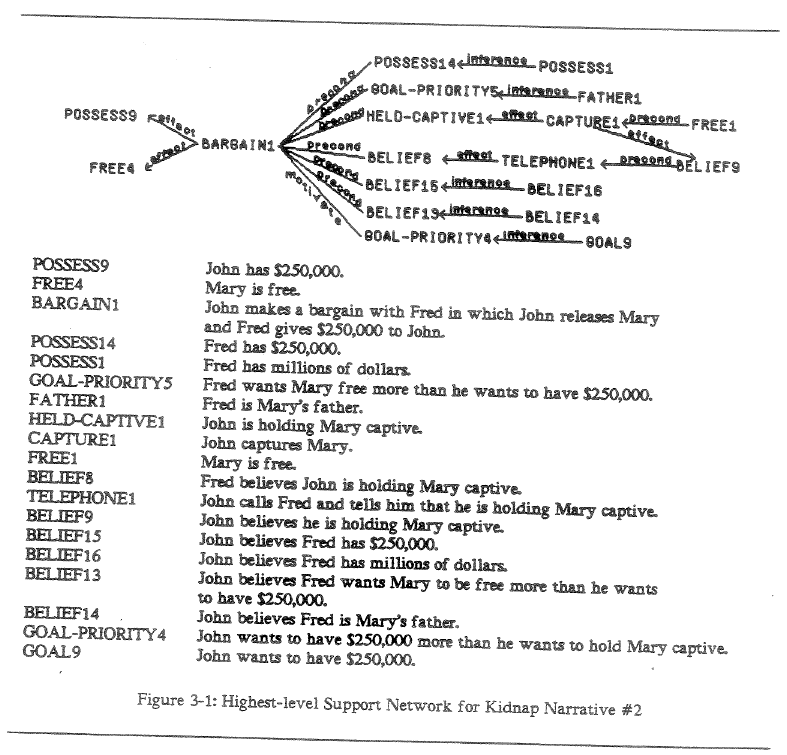 POSSESS14 inference POSSESS1
precond
GOAL-PRIORITY5 inference FATHER1
precond
POSSESS9 effect
precond HELD-CAPTIVE1 effect CAPTURE1 precond FREE1
effect
BARGAIN1
FREE4 effect
precond BELIEF8 effect TELEPHONE1 precond BELIEF9
precond BELIEF15 inference BELIEF16
precond BELIEF13 inference BELIEF14
motivate GOAL-PRIORITY4 inference GOAL9
POSSESS9 John has $250,000.
FREE4 Mary is free.
BARGAIN1 John makes a bargain with Fred in which John releases Mary
and Fred gives $250,000 to John.
POSSESS14 Fred has $250,000.
POSSESS1 Fred has millions of dollars.
GOAL-PRIORITY5 Fred wants Mary free more than he wants to have $250,000.
FATHER1 Fred is Mary's father.
HELD-CAPTIVE1 John is holding Mary captive.
CAPTURE1 John captures Mary.
FREE1 Mary is free.
BELIEF8 Fred believes John is holding Mary captive.
TELEPHONE1 John calls Fred and tells him that he is holding Mary captive.
BELIEF9 John believes he is holding Mary captive.
BELIEF15 John believes Fred has $250,000.
BELIEF16 John believes Fred has millions of dollars.
BELIEF13 John believes Fred wants Mary to be free more than he wants
to have $250,000.
BELIEF14 John believes Fred is Mary's father.
GOAL-PRIORITY4 John wants to have $250,000 more than he wants to hold Mary captive.
GOAL9 John wants to have $250,000.
Figure 3-1: Highest-level Support Network for Kidnap Narrative #2